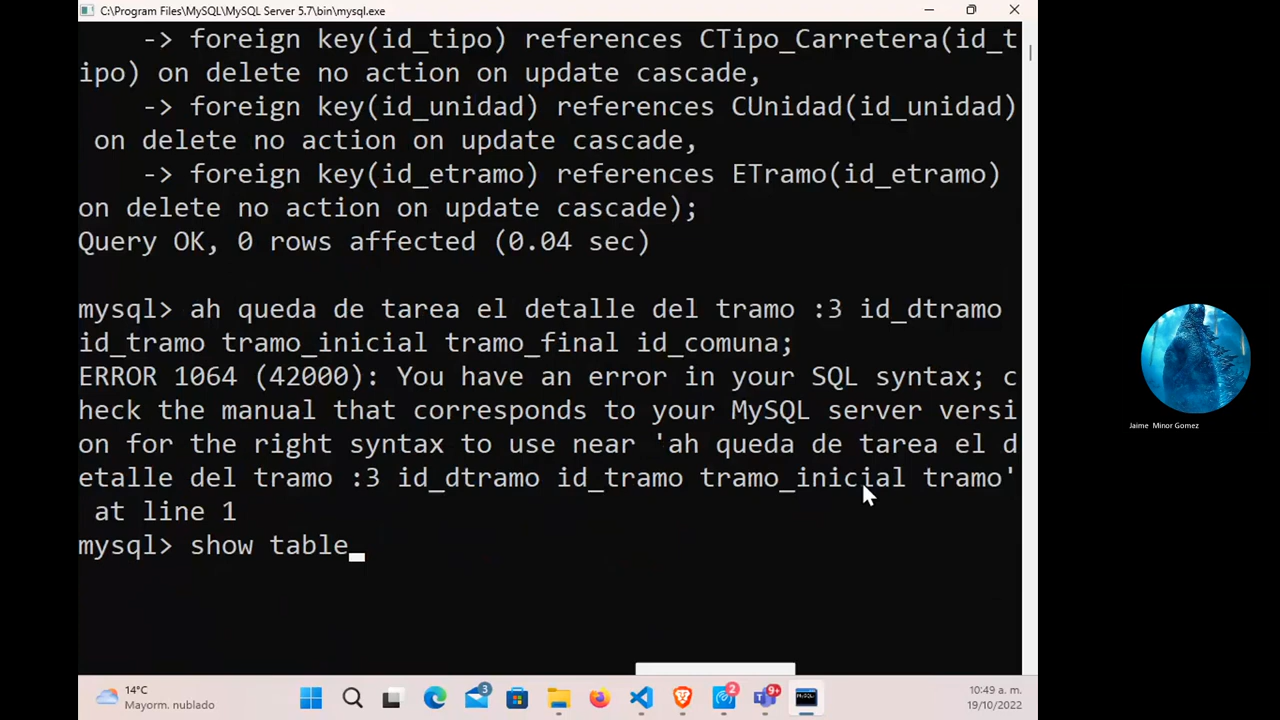 C:\Program Files\MySQL\MySQL Server 5.7\bin\mysql.exe
-> foreign key(id_tipo) references CTipo_Carretera(id_t
ipo) on delete no action on update cascade,
-> foreign key(id_unidad) references CUnidad(id_unidad)
on delete no action on update cascade,
-> foreign key(id_etramo) references ETramo(id_etramo)
on delete no action on update cascade);
Query OK, 0 rows affected (0.04 sec)
mysql> ah queda de tarea el detalle del tramo :3 id_dtramo
id_tramo tramo_inicial tramo_final id_comuna;
ERROR 1064 (42000): You have an error in your SQL syntax; c
heck the manual that corresponds to your MySQL server versi
on for the right syntax to use near 'ah queda de tarea el d
etalle del tramo :3 id_dtramo id_tramo tramo_inicial tramo'
at line 1
mysql> show table
Jaime Minor Gomez
14°C
Mayorm. nublado
3
2
9+
10:49 a. m.
19/10/2022